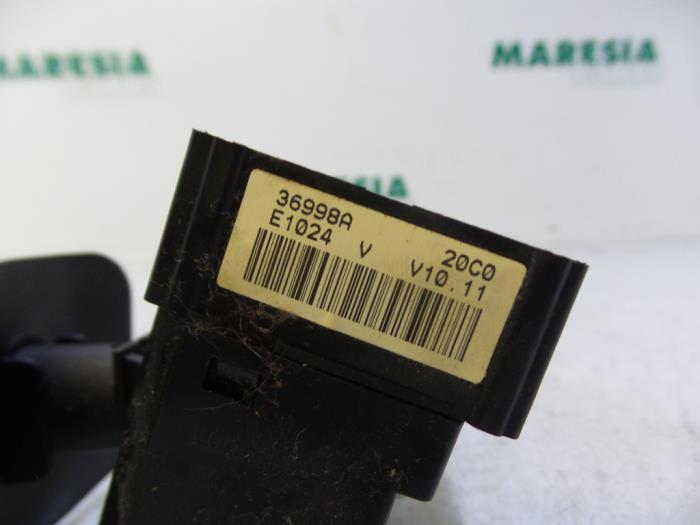 MARESIA
MARESIA
36998A 20C0
E1024 V V10.11